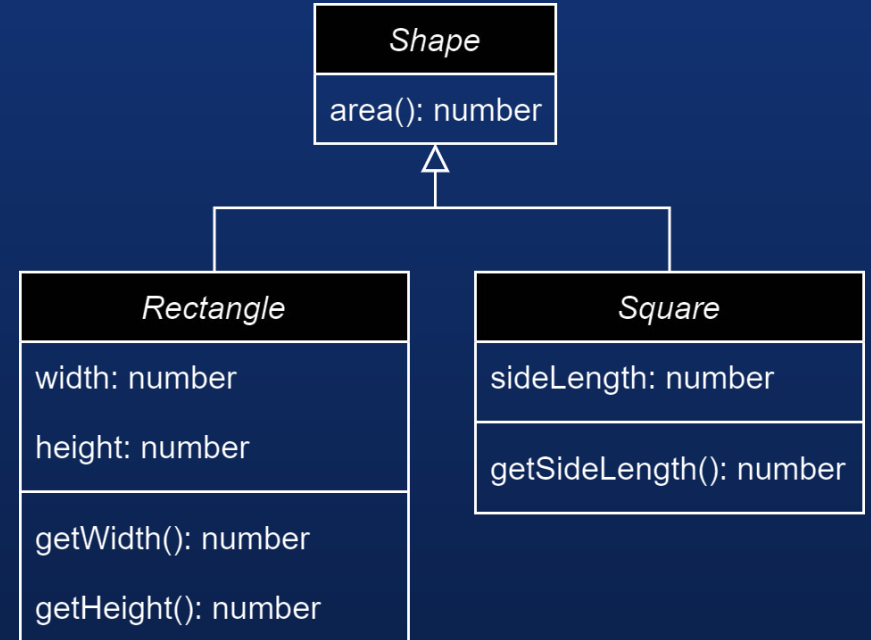 Shape
area(): number
Rectangle
width: number
height: number
getWidth(): number
getHeight(): number
Square
sideLength: number
getSideLength(): number